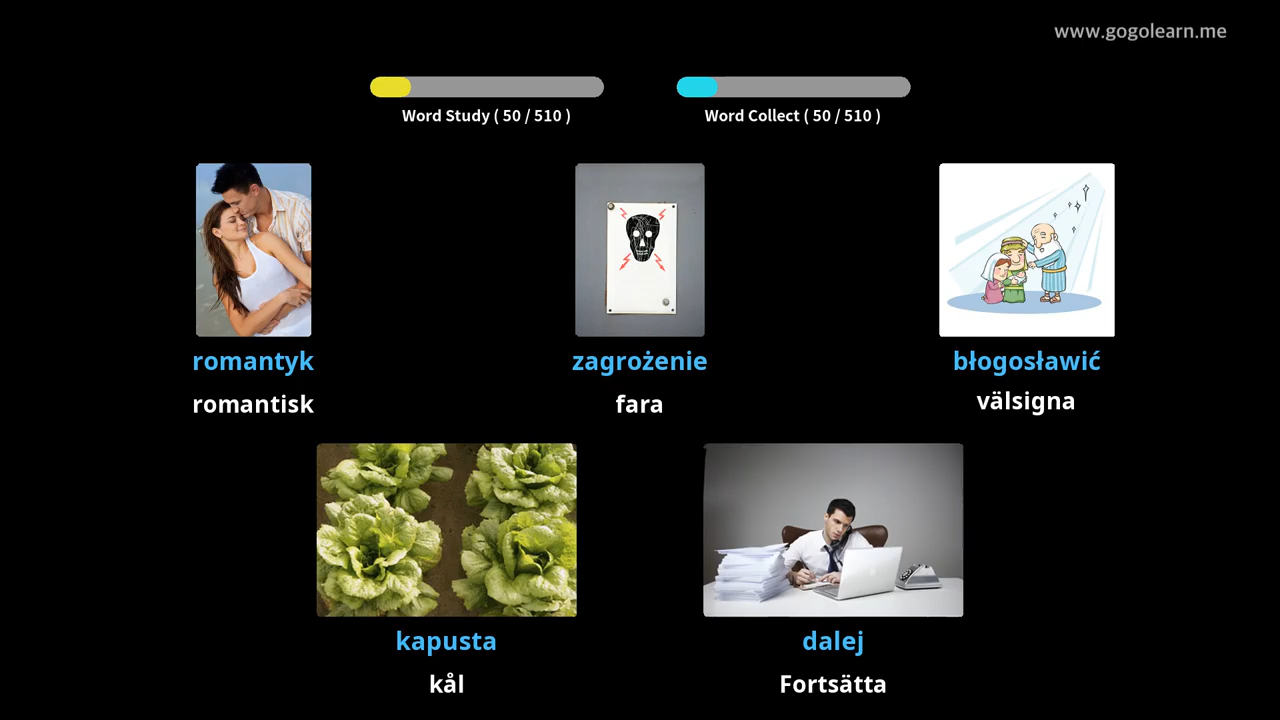 www.gogolearn.me
Word Study ( 50 / 510 )
Word Collect ( 50 / 510 )
romantyk
romantisk
zagrożenie
fara
błogosławić
välsigna
kapusta
kål
dalej
Fortsätta